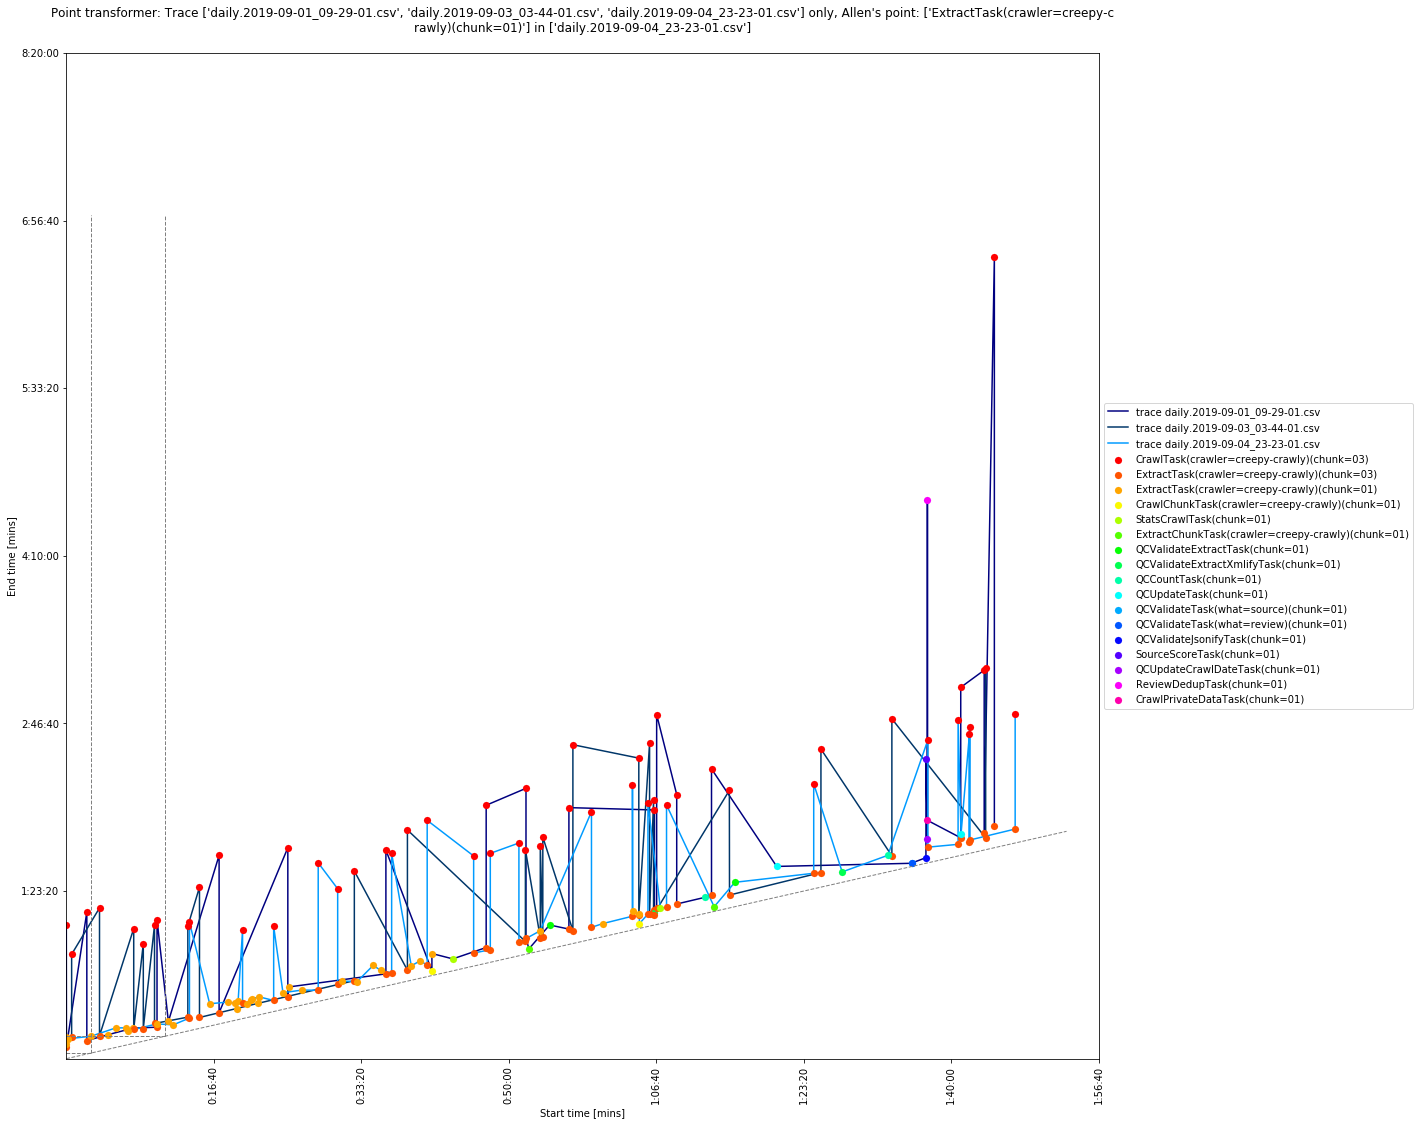 Point transformer: Trace ['daily.2019-09-01_09-29-01.csv', 'daily.2019-09-03_03-44-01.csv', 'daily.2019-09-04_23-23-01.csv'] only, Allen's point: ['ExtractTask(crawler=creepy-c
rawly)(chunk=01)'] in ['daily.2019-09-04_23-23-01.csv']
8:20:00
6:56:40
5:33:20
4:10:00
2:46:40
1:23:20
End time [mins]
0:16:40
0:33:20
0:50:00
1:06:40
1:23:20
1:40:00
1:56:40
Start time [mins]
trace daily.2019-09-01_09-29-01.csv
trace daily.2019-09-03_03-44-01.csv
trace daily.2019-09-04_23-23-01.csv
CrawlTask(crawler=creepy-crawly)(chunk=03)
ExtractTask(crawler=creepy-crawly)(chunk=03)
ExtractTask(crawler=creepy-crawly)(chunk=01)
CrawlChunkTask(crawler=creepy-crawly)(chunk=01)
StatsCrawlTask(chunk=01)
ExtractChunkTask(crawler=creepy-crawly)(chunk=01)
QCValidateExtractTask(chunk=01)
QCValidateExtractXmlifyTask(chunk=01)
QCCountTask(chunk=01)
QCUpdateTask(chunk=01)
QCValidateTask(what=source)(chunk=01)
QCValidateTask(what=review)(chunk=01)
QCValidateJsonifyTask(chunk=01)
SourceScoreTask(chunk=01)
QCUpdateCrawlDateTask(chunk=01)
ReviewDedupTask(chunk=01)
CrawlPrivateDataTask(chunk=01)